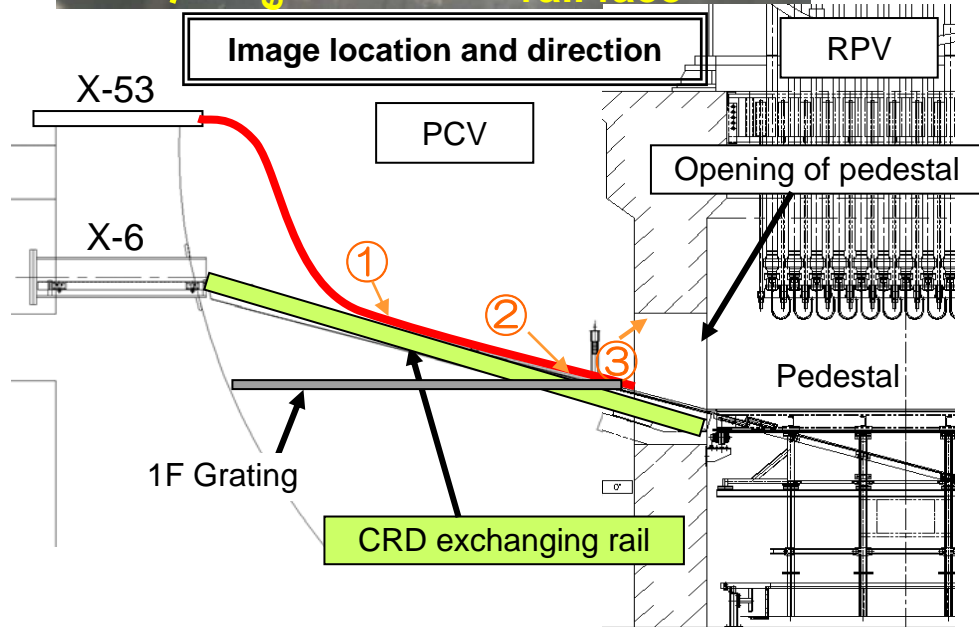 Image location and direction
RPV
X-53
PCV
Opening of pedestal
X-6
①
②
③
Pedestal
1F Grating
0°
CRD exchanging rail